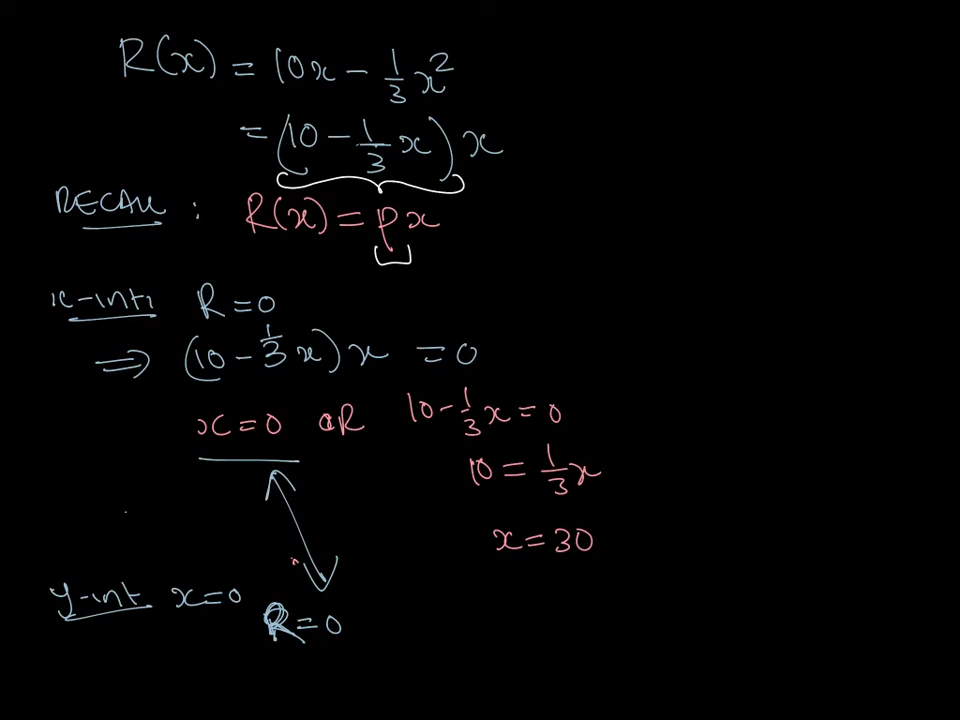 R(x) = 10x - 1/3 x²
= (10 - 1/3 x) x
RECALL : R(x) = px
x-int: R = 0
⟹ (10 - 1/3 x) x = 0
x = 0 OR 10 - 1/3 x = 0
10 = 1/3 x
x = 30
y-int x = 0 R = 0